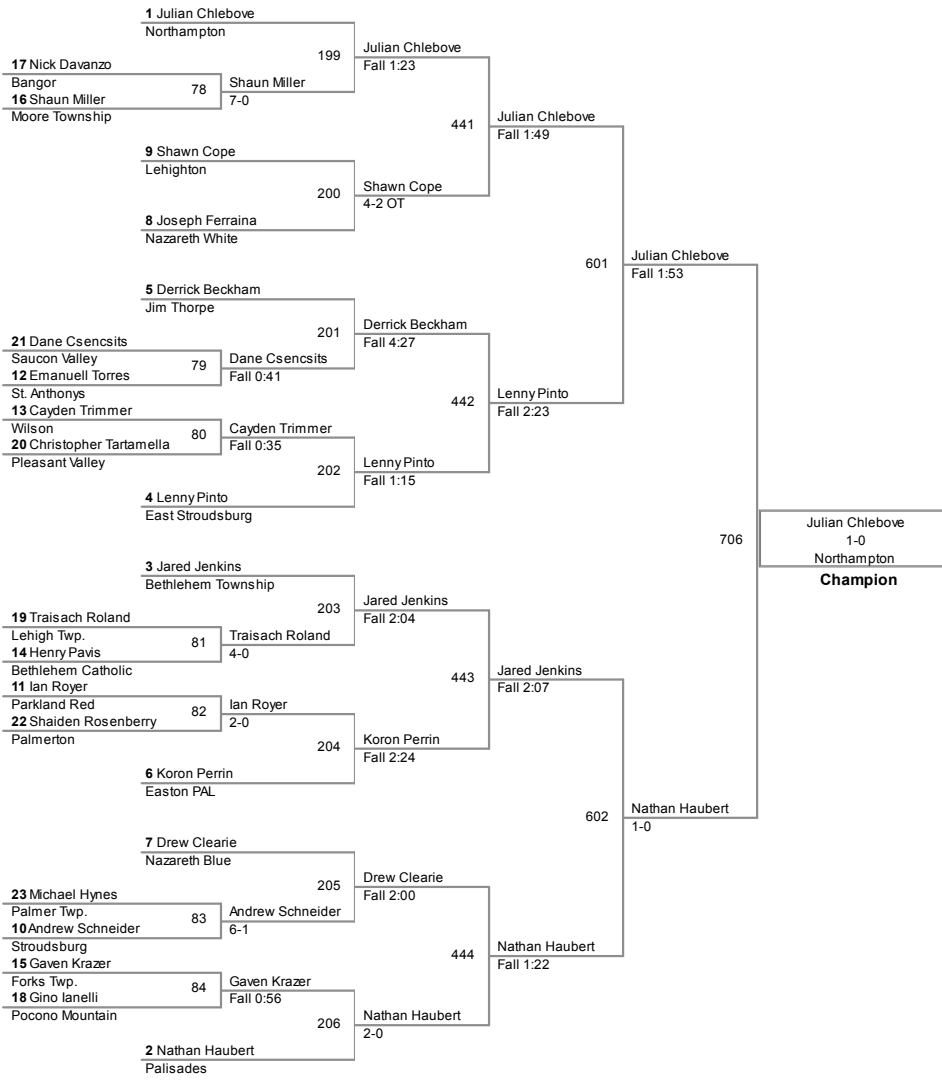 1 Julian Chlebove
Northampton
199
Julian Chlebove
Fall 1:23
17 Nick Davanzo
Bangor
78
Shaun Miller
7-0
16 Shaun Miller
Moore Township
441
Julian Chlebove
Fall 1:49
9 Shawn Cope
Lehighton
200
Shawn Cope
4-2 OT
8 Joseph Ferraina
Nazareth White
601
Julian Chlebove
Fall 1:53
5 Derrick Beckham
Jim Thorpe
201
Derrick Beckham
Fall 4:27
21 Dane Csencsits
Saucon Valley
79
Dane Csencsits
Fall 0:41
12 Emanuell Torres
St. Anthonys
442
Lenny Pinto
Fall 2:23
13 Cayden Trimmer
Wilson
80
Cayden Trimmer
Fall 0:35
20 Christopher Tartamella
Pleasant Valley
202
Lenny Pinto
Fall 1:15
4 Lenny Pinto
East Stroudsburg
706
Julian Chlebove
1-0
Northampton
Champion
3 Jared Jenkins
Bethlehem Township
203
Jared Jenkins
Fall 2:04
19 Traisach Roland
Lehigh Twp.
81
Traisach Roland
4-0
14 Henry Pavis
Bethlehem Catholic
443
Jared Jenkins
Fall 2:07
11 Ian Royer
Parkland Red
82
Ian Royer
2-0
22 Shaiden Rosenberry
Palmerton
204
Koron Perrin
Fall 2:24
6 Koron Perrin
Easton PAL
602
Nathan Haubert
1-0
7 Drew Clearie
Nazareth Blue
205
Drew Clearie
Fall 2:00
23 Michael Hynes
Palmer Twp.
83
Andrew Schneider
6-1
10 Andrew Schneider
Stroudsburg
444
Nathan Haubert
Fall 1:22
15 Gaven Krazer
Forks Twp.
84
Gaven Krazer
Fall 0:56
18 Gino Ianelli
Pocono Mountain
206
Nathan Haubert
2-0
2 Nathan Haubert
Palisades